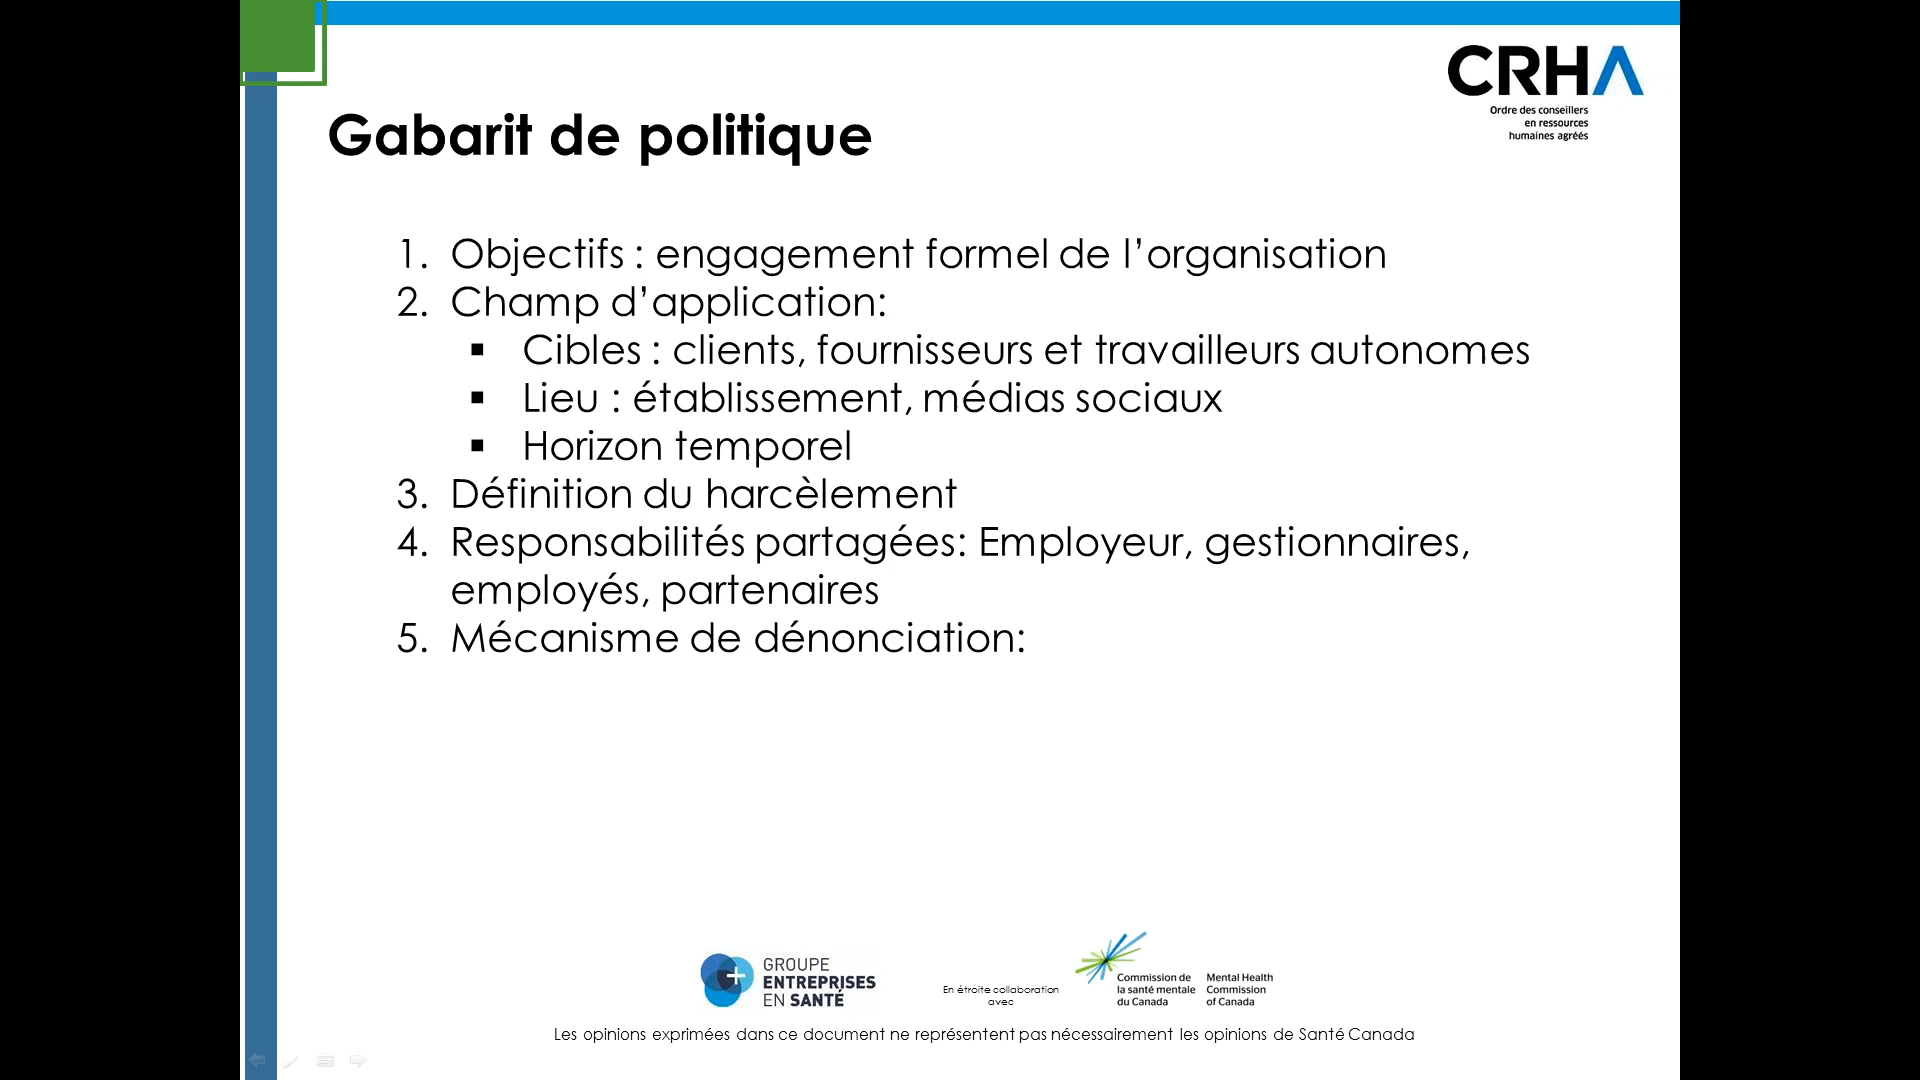 CRHA
Ordre des conseillers
en ressources
humaines agréés
Gabarit de politique
1. Objectifs : engagement formel de l’organisation
2. Champ d’application:
▪ Cibles : clients, fournisseurs et travailleurs autonomes
▪ Lieu : établissement, médias sociaux
▪ Horizon temporel
3. Définition du harcèlement
4. Responsabilités partagées: Employeur, gestionnaires,
employés, partenaires
5. Mécanisme de dénonciation:
GROUPE
ENTREPRISES
EN SANTÉ
En étroite collaboration
avec
Commission de
la santé mentale
du Canada
Mental Health
Commission
of Canada
Les opinions exprimées dans ce document ne représentent pas nécessairement les opinions de Santé Canada